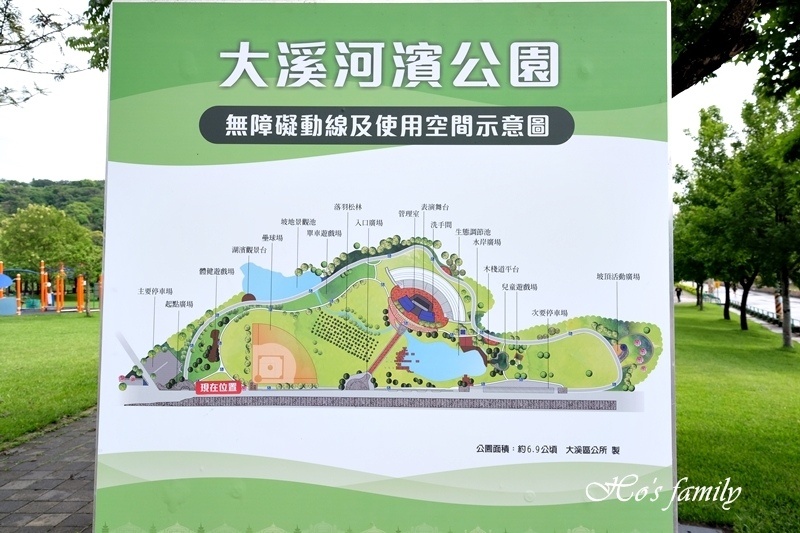 大溪河濱公園
無障礙動線及使用空間示意圖
落羽松林
表演舞台
管理室
坡地景觀池
入口廣場
洗手間
單車遊戲場
生態調節池
壘球場
水岸廣場
湖濱觀景台
體健遊戲場
木棧道平台
坡頂活動廣場
主要停車場
兒童遊戲場
起點廣場
次要停車場
現在位置
公園面積：約6.9公頃 大溪區公所 製
Ho's family